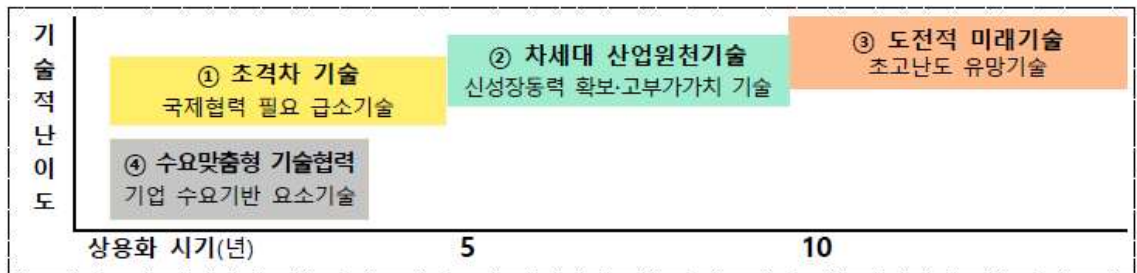 기술적난이도
① 초격차 기술
국제협력 필요 급소기술
② 차세대 산업원천기술
신성장동력 확보·고부가가치 기술
③ 도전적 미래기술
초고난도 유망기술
④ 수요맞춤형 기술협력
기업 수요기반 요소기술
상용화 시기(년) 5 10